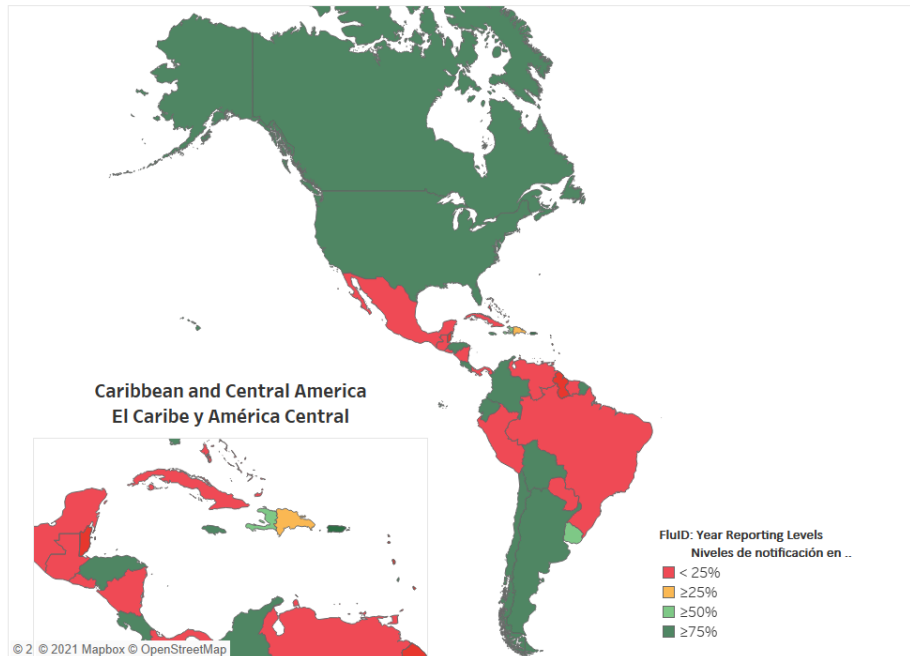 Caribbean and Central America
El Caribe y América Central
FluID: Year Reporting Levels
Niveles de notificación en ..
< 25%
≥25%
≥50%
≥75%
© 2 © 2021 Mapbox © OpenStreetMap